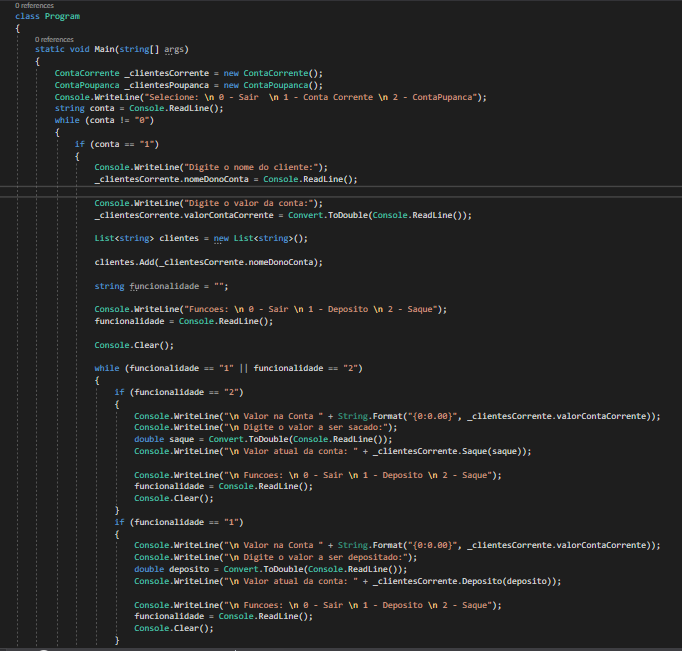 0 references
class Program
{
0 references
static void Main(string[] args)
{
ContaCorrente _clientesCorrente = new ContaCorrente();
ContaPoupanca _clientesPoupanca = new ContaPoupanca();
Console.WriteLine("Selecione: \n 0 - Sair  \n 1 - Conta Corrente \n 2 - ContaPupanca");
string conta = Console.ReadLine();
while (conta != "0")
{
if (conta == "1")
{
Console.WriteLine("Digite o nome do cliente:");
_clientesCorrente.nomeDonoConta = Console.ReadLine();
Console.WriteLine("Digite o valor da conta:");
_clientesCorrente.valorContaCorrente = Convert.ToDouble(Console.ReadLine());
List<string> clientes = new List<string>();
clientes.Add(_clientesCorrente.nomeDonoConta);
string funcionalidade = "";
Console.WriteLine("Funcoes: \n 0 - Sair \n 1 - Deposito \n 2 - Saque");
funcionalidade = Console.ReadLine();
Console.Clear();
while (funcionalidade == "1" || funcionalidade == "2")
{
if (funcionalidade == "2")
{
Console.WriteLine("\n Valor na Conta " + String.Format("{0:0.00}", _clientesCorrente.valorContaCorrente));
Console.WriteLine("\n Digite o valor a ser sacado:");
double saque = Convert.ToDouble(Console.ReadLine());
Console.WriteLine("\n Valor atual da conta: " + _clientesCorrente.Saque(saque));
Console.WriteLine("\n Funcoes: \n 0 - Sair \n 1 - Deposito \n 2 - Saque");
funcionalidade = Console.ReadLine();
Console.Clear();
}
if (funcionalidade == "1")
{
Console.WriteLine("\n Valor na Conta " + String.Format("{0:0.00}", _clientesCorrente.valorContaCorrente));
Console.WriteLine("\n Digite o valor a ser depositado:");
double deposito = Convert.ToDouble(Console.ReadLine());
Console.WriteLine("\n Valor atual da conta: " + _clientesCorrente.Deposito(deposito));
Console.WriteLine("\n Funcoes: \n 0 - Sair \n 1 - Deposito \n 2 - Saque");
funcionalidade = Console.ReadLine();
Console.Clear();
}